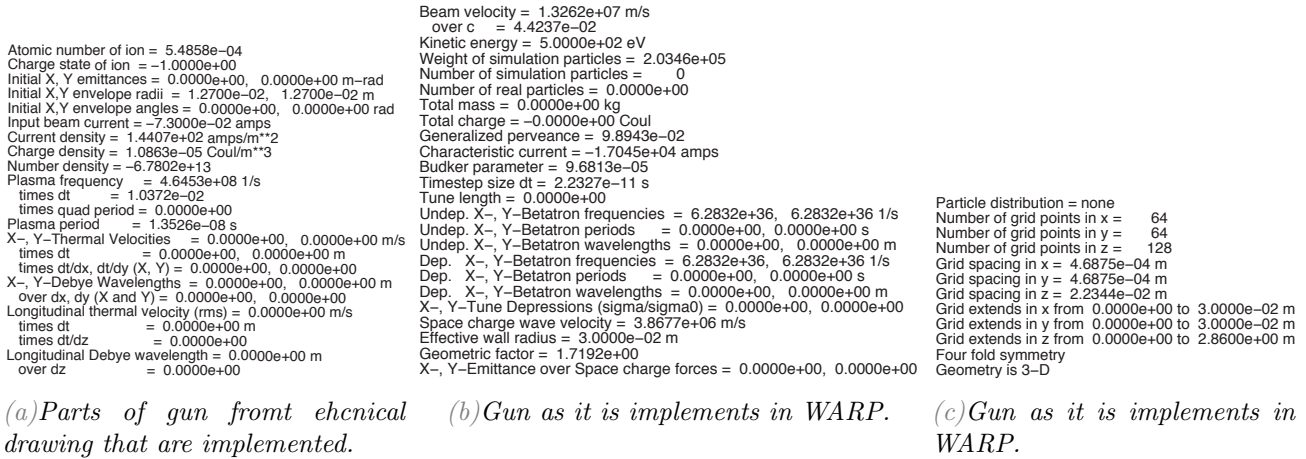 Atomic number of ion = 5.4858e−04
Charge state of ion = −1.0000e+00
Initial X, Y emittances = 0.0000e+00, 0.0000e+00 m−rad
Initial X,Y envelope radii = 1.2700e−02, 1.2700e−02 m
Initial X,Y envelope angles = 0.0000e+00, 0.0000e+00 rad
Input beam current = −7.3000e−02 amps
Current density = 1.4407e+02 amps/m**2
Charge density = 1.0863e−05 Coul/m**3
Number density = −6.7802e+13
Plasma frequency = 4.6453e+08 1/s
times dt = 1.0372e−02
times quad period = 0.0000e+00
Plasma period = 1.3526e−08 s
X−, Y−Thermal Velocities = 0.0000e+00, 0.0000e+00 m/s
times dt = 0.0000e+00, 0.0000e+00 m
times dt/dx, dt/dy (X, Y) = 0.0000e+00, 0.0000e+00
X−, Y−Debye Wavelengths = 0.0000e+00, 0.0000e+00 m
over dx, dy (X and Y) = 0.0000e+00, 0.0000e+00
Longitudinal thermal velocity (rms) = 0.0000e+00 m/s
times dt = 0.0000e+00 m
times dt/dz = 0.0000e+00
Longitudinal Debye wavelength = 0.0000e+00 m
over dz = 0.0000e+00
(a)Parts of gun fromt ehcnical
drawing that are implemented.
Beam velocity = 1.3262e+07 m/s
over c = 4.4237e−02
Kinetic energy = 5.0000e+02 eV
Weight of simulation particles = 2.0346e+05
Number of simulation particles = 0
Number of real particles = 0.0000e+00
Total mass = 0.0000e+00 kg
Total charge = −0.0000e+00 Coul
Generalized perveance = 9.8943e−02
Characteristic current = −1.7045e+04 amps
Budker parameter = 9.6813e−05
Timestep size dt = 2.2327e−11 s
Tune length = 0.0000e+00
Undep. X−, Y−Betatron frequencies = 6.2832e+36, 6.2832e+36 1/s
Undep. X−, Y−Betatron periods = 0.0000e+00, 0.0000e+00 s
Undep. X−, Y−Betatron wavelengths = 0.0000e+00, 0.0000e+00 m
Dep. X−, Y−Betatron frequencies = 6.2832e+36, 6.2832e+36 1/s
Dep. X−, Y−Betatron periods = 0.0000e+00, 0.0000e+00 s
Dep. X−, Y−Betatron wavelengths = 0.0000e+00, 0.0000e+00 m
X−, Y−Tune Depressions (sigma/sigma0) = 0.0000e+00, 0.0000e+00
Space charge wave velocity = 3.8677e+06 m/s
Effective wall radius = 3.0000e−02 m
Geometric factor = 1.7192e+00
X−, Y−Emittance over Space charge forces = 0.0000e+00, 0.0000e+00
(b)Gun as it is implements in WARP.
Particle distribution = none
Number of grid points in x = 64
Number of grid points in y = 64
Number of grid points in z = 128
Grid spacing in x = 4.6875e−04 m
Grid spacing in y = 4.6875e−04 m
Grid spacing in z = 2.2344e−02 m
Grid extends in x from 0.0000e+00 to 3.0000e−02 m
Grid extends in y from 0.0000e+00 to 3.0000e−02 m
Grid extends in z from 0.0000e+00 to 2.8600e+00 m
Four fold symmetry
Geometry is 3−D
(c)Gun as it is implements in
WARP.